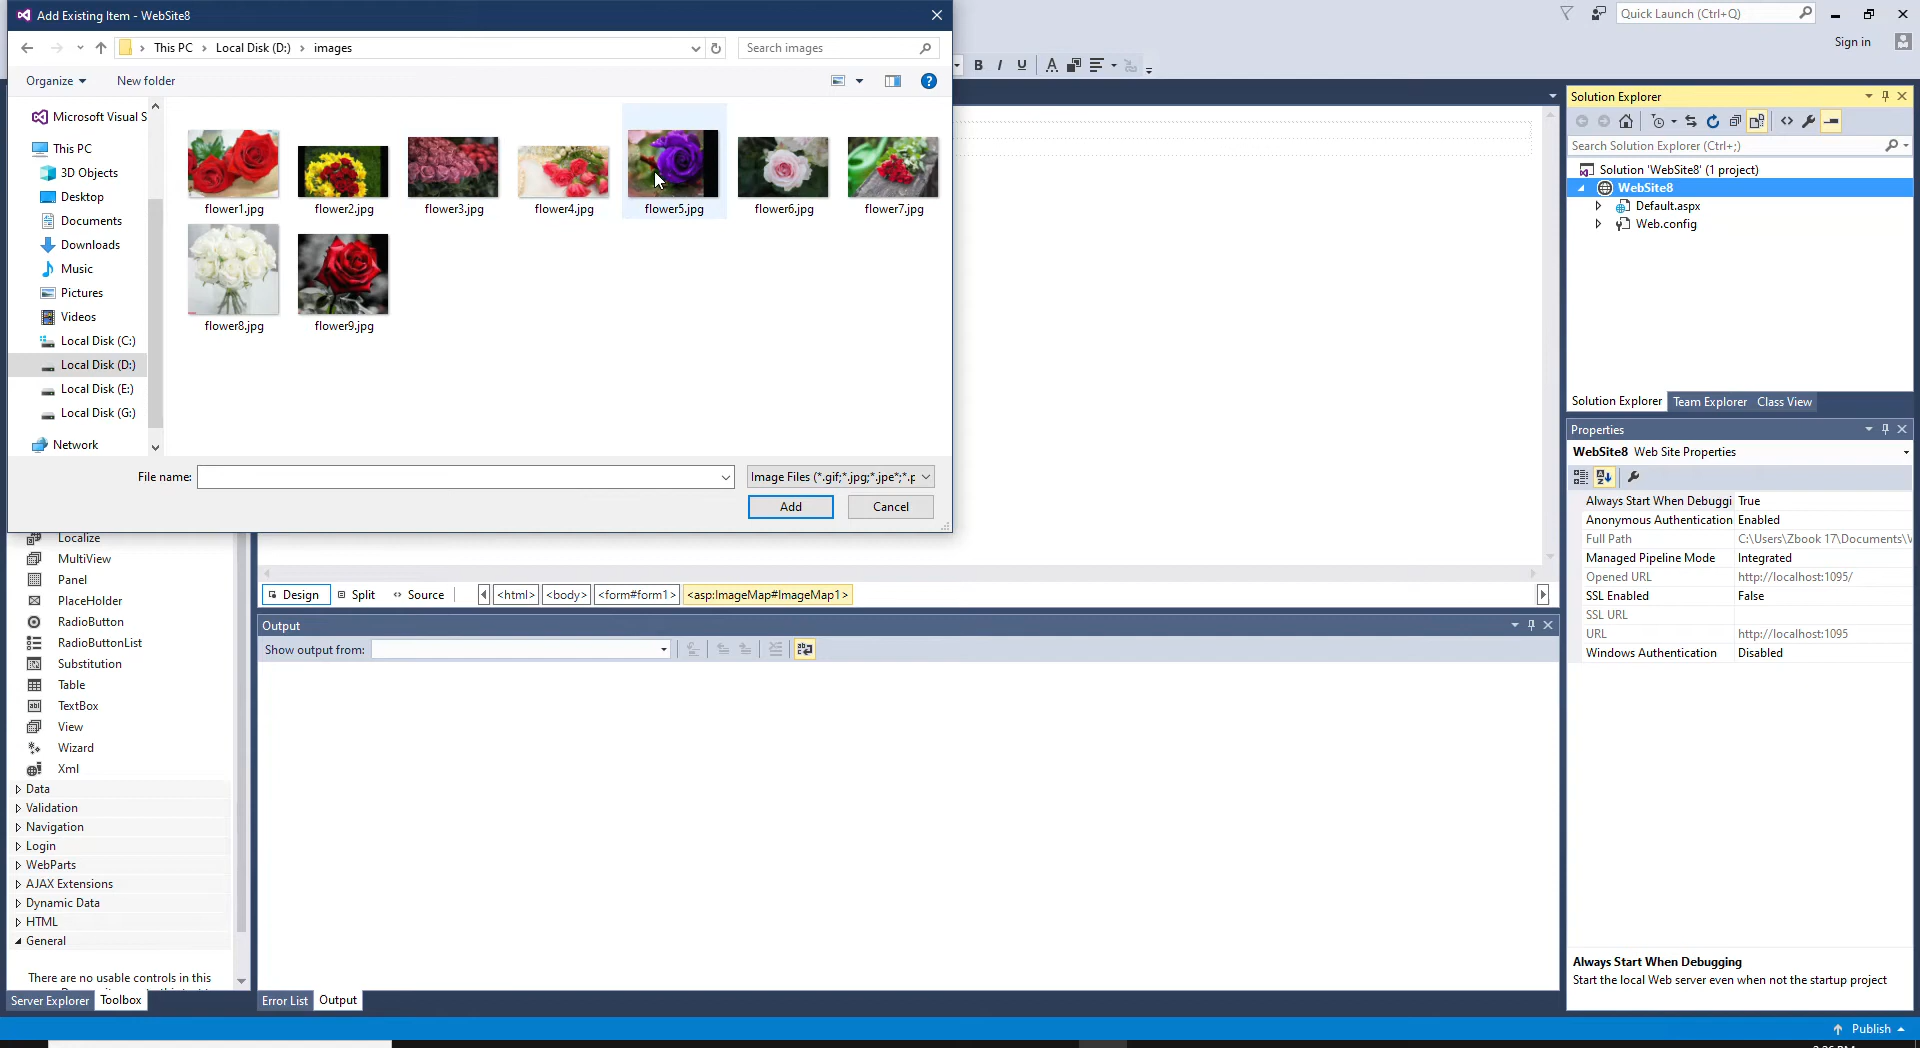 Add Existing Item - WebSite8
Quick Launch (Ctrl+Q)
Sign in
This PC
Local Disk (D:)
images
Search images
Organize
New folder
Microsoft Visual S
This PC
3D Objects
Desktop
Documents
Downloads
Music
Pictures
Videos
Local Disk (C:)
Local Disk (D:)
Local Disk (E:)
Local Disk (G:)
Network
flower1.jpg
flower2.jpg
flower3.jpg
flower4.jpg
flower5.jpg
flower6.jpg
flower7.jpg
flower8.jpg
flower9.jpg
File name:
Image Files (*.gif;*.jpg;*.jpe*;*.p
Add
Cancel
Localize
MultiView
Panel
PlaceHolder
RadioButton
RadioButtonList
Substitution
Table
TextBox
View
Wizard
Xml
Data
Validation
Navigation
Login
WebParts
AJAX Extensions
Dynamic Data
HTML
General
There are no usable controls in this
Server Explorer
Toolbox
Design
Split
Source
<html>
<body>
<form#form1>
<asp:ImageMap#ImageMap1>
Output
Show output from:
Error List
Output
Solution Explorer
Search Solution Explorer (Ctrl+;)
Solution 'WebSite8' (1 project)
WebSite8
Default.aspx
Web.config
Solution Explorer
Team Explorer
Class View
Properties
WebSite8 Web Site Properties
Always Start When Debuggi True
Anonymous Authentication Enabled
Full Path C:\Users\Zbook 17\Documents\V
Managed Pipeline Mode Integrated
Opened URL http://localhost:1095/
SSL Enabled False
SSL URL
URL http://localhost:1095
Windows Authentication Disabled
Always Start When Debugging
Start the local Web server even when not the startup project
Publish